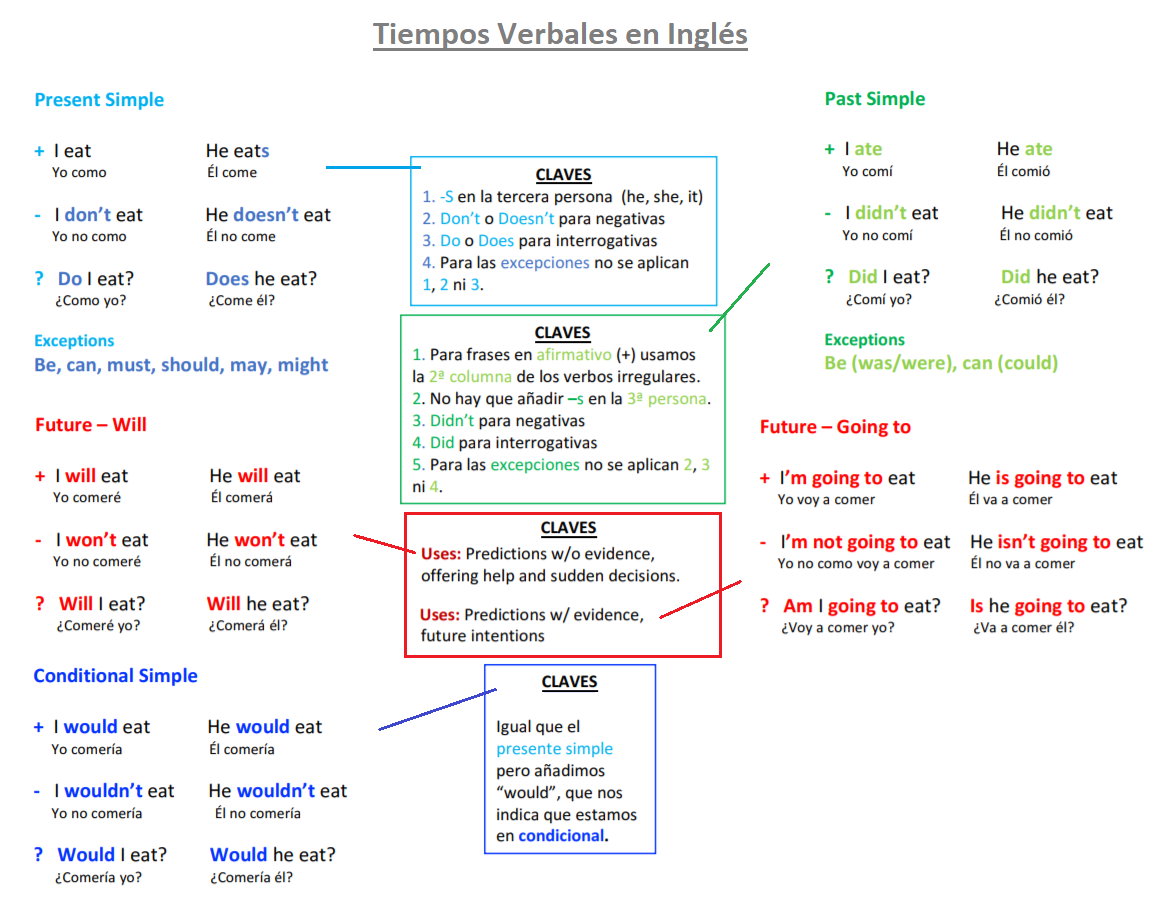 Tiempos Verbales en Inglés
Present Simple
+ I eat He eats
Yo como Él come
- I don't eat He doesn't eat
Yo no como Él no come
? Do I eat? Does he eat?
¿Como yo? ¿Come él?
Exceptions
Be, can, must, should, may, might
CLAVES
1. -S en la tercera persona (he, she, it)
2. Don't o Doesn't para negativas
3. Do o Does para interrogativas
4. Para las excepciones no se aplican
1, 2 ni 3.
Past Simple
+ I ate He ate
Yo comí Él comió
- I didn't eat He didn't eat
Yo no comí Él no comió
? Did I eat? Did he eat?
¿Comí yo? ¿Comió él?
Exceptions
Be (was/were), can (could)
CLAVES
1. Para frases en afirmativo (+) usamos
la 2ª columna de los verbos irregulares.
2. No hay que añadir –s en la 3ª persona.
3. Didn't para negativas
4. Did para interrogativas
5. Para las excepciones no se aplican 2, 3
ni 4.
Future – Will
+ I will eat He will eat
Yo comeré Él comerá
- I won't eat He won't eat
Yo no comeré Él no comerá
? Will I eat? Will he eat?
¿Comeré yo? ¿Comerá él?
CLAVES
Uses: Predictions w/o evidence,
offering help and sudden decisions.
Uses: Predictions w/ evidence,
future intentions
Future – Going to
+ I'm going to eat He is going to eat
Yo voy a comer Él va a comer
- I'm not going to eat He isn't going to eat
Yo no como voy a comer Él no va a comer
? Am I going to eat? Is he going to eat?
¿Voy a comer yo? ¿Va a comer él?
Conditional Simple
+ I would eat He would eat
Yo comería Él comería
- I wouldn't eat He wouldn't eat
Yo no comería Él no comería
? Would I eat? Would he eat?
¿Comería yo? ¿Comería él?
CLAVES
Igual que el
presente simple
pero añadimos
“would”, que nos
indica que estamos
en condicional.